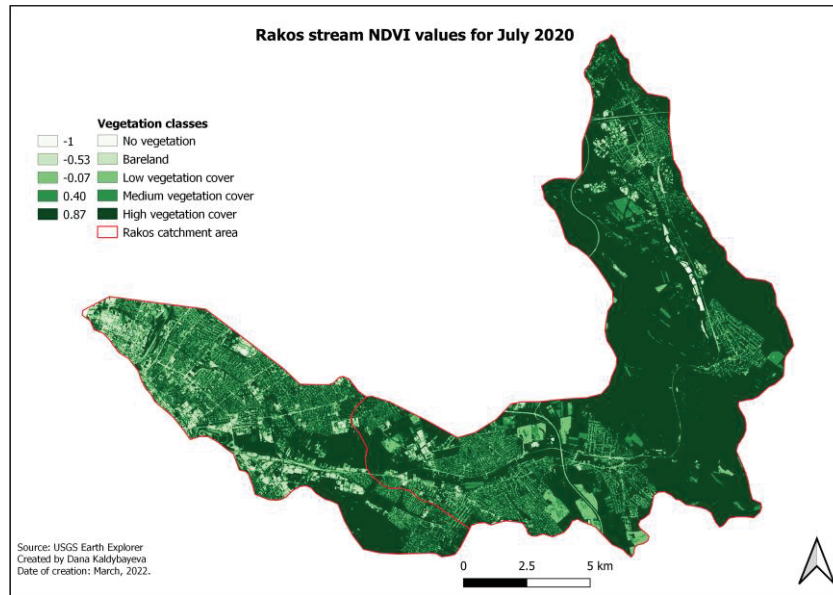 Rakos stream NDVI values for July 2020
Vegetation classes
-1 No vegetation
-0.53 Bareland
-0.07 Low vegetation cover
0.40 Medium vegetation cover
0.87 High vegetation cover
Rakos catchment area
Source: USGS Earth Explorer
Created by Dana Kaldybayeva
Date of creation: March, 2022.
0 2.5 5 km